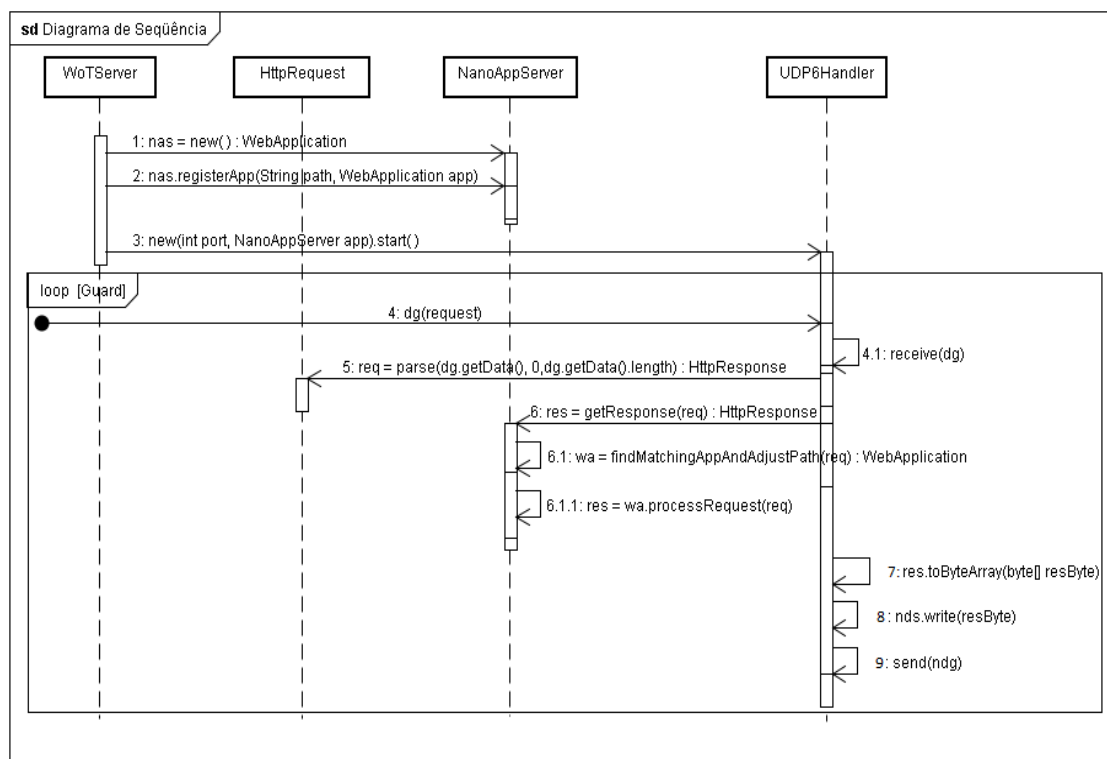 sd Diagrama de Seqüência
WoTServer
HttpRequest
NanoAppServer
UDP6Handler
1: nas = new() : WebApplication
2: nas.registerApp(String path, WebApplication app)
3: new(int port, NanoAppServer app).start()
loop [Guard]
4: dg(request)
4.1: receive(dg)
5: req = parse(dg.getData(), 0,dg.getData().length) : HttpResponse
6: res = getResponse(req) : HttpResponse
6.1: wa = findMatchingAppAndAdjustPath(req) : WebApplication
6.1.1: res = wa.processRequest(req)
7: res.toByteArray(byte[] resByte)
8: nds.write(resByte)
9: send(ndg)